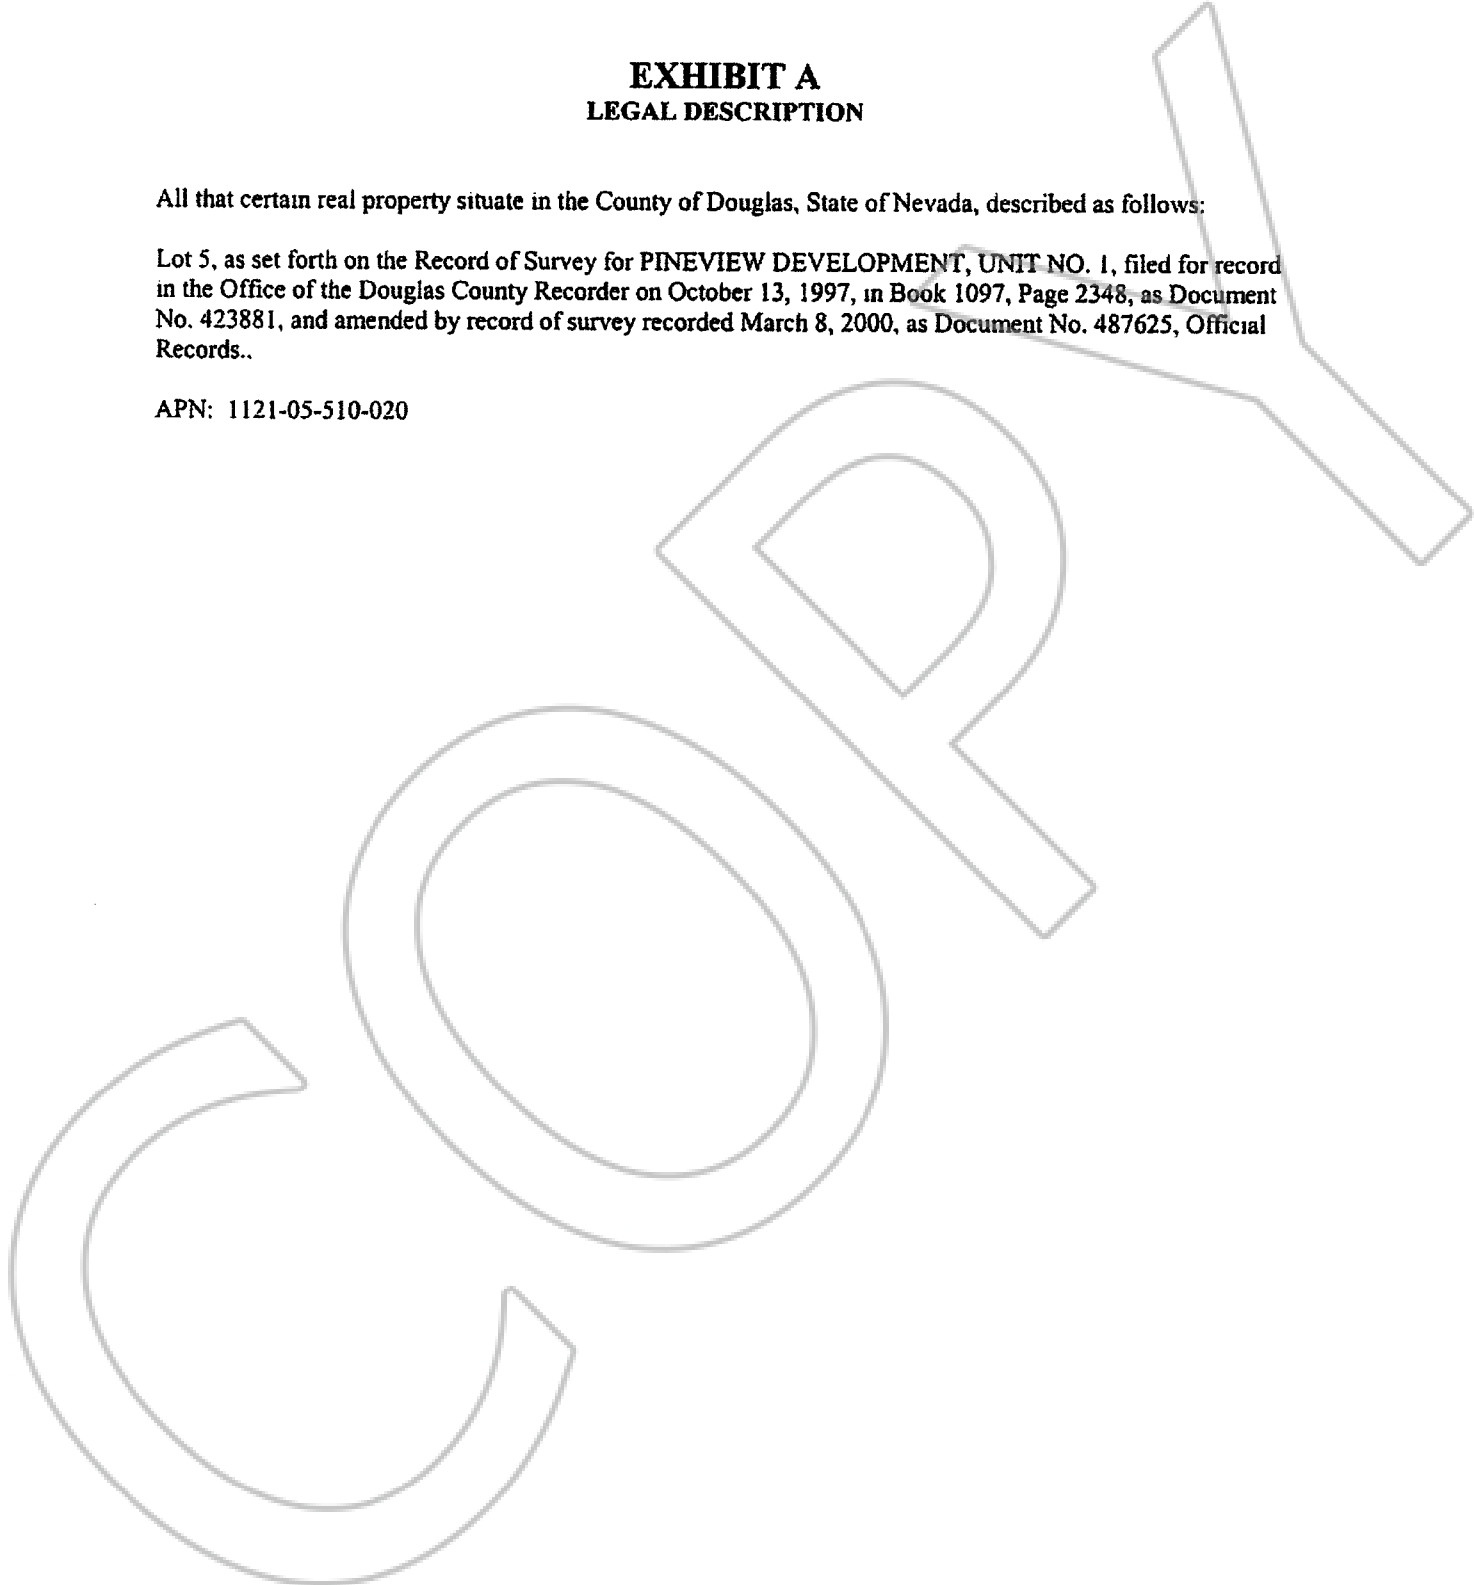 EXHIBIT A
LEGAL DESCRIPTION
All that certain real property situate in the County of Douglas, State of Nevada, described as follows:
Lot 5, as set forth on the Record of Survey for PINEVIEW DEVELOPMENT, UNIT NO. 1, filed for record
in the Office of the Douglas County Recorder on October 13, 1997, in Book 1097, Page 2348, as Document
No. 423881, and amended by record of survey recorded March 8, 2000, as Document No. 487625, Official
Records..
APN: 1121-05-510-020
COPY